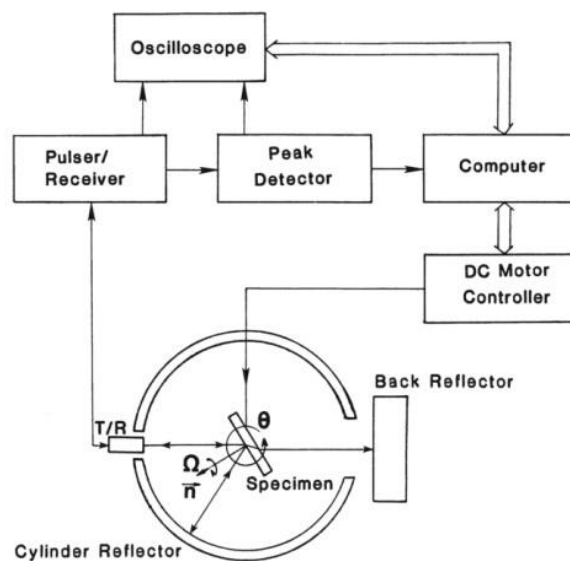 Oscilloscope
Pulser/
Receiver
Peak
Detector
Computer
DC Motor
Controller
Back Reflector
T/R
θ
Ω
n
Specimen
Cylinder Reflector